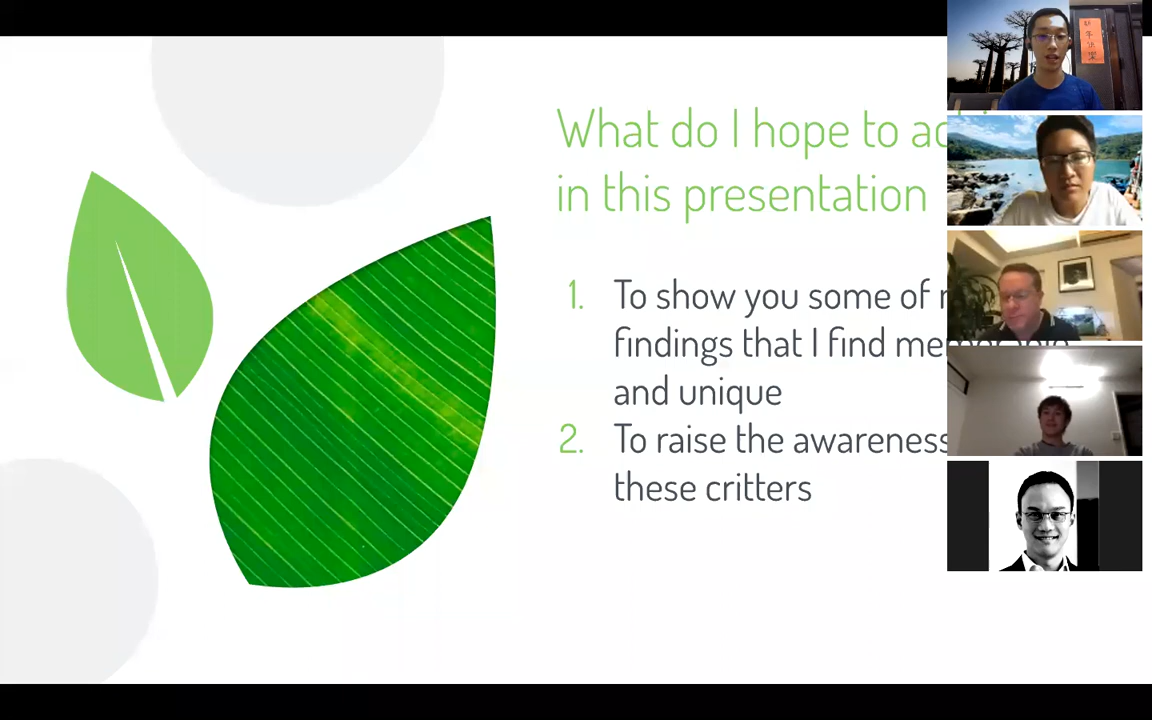 What do I hope to
in this presentation
1. To show you some of
findings that I find
and unique
2. To raise the awareness
these critters